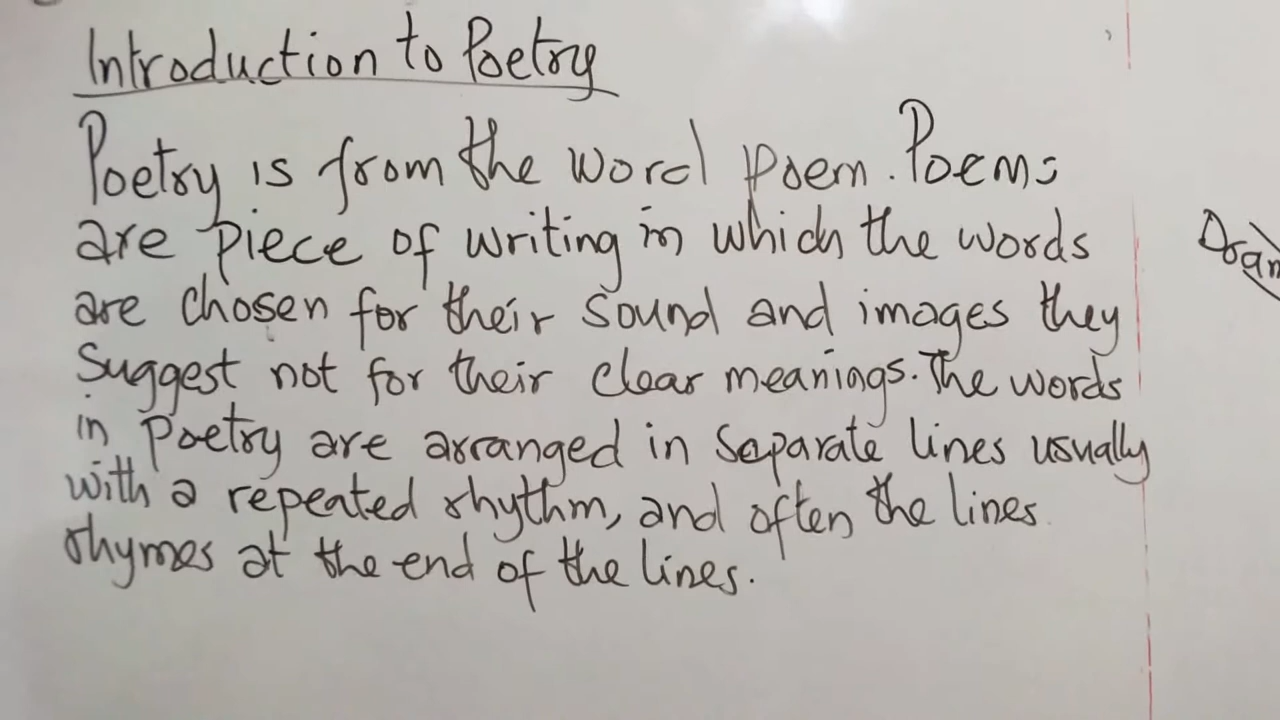 Introduction to Poetry
Poetry is from the word poem. Poems
are piece of writing in which the words
are chosen for their sound and images they
suggest not for their clear meanings. The words
in poetry are arranged in separate lines usually
with a repeated rhythm, and often the lines
rhymes at the end of the lines.
Dram